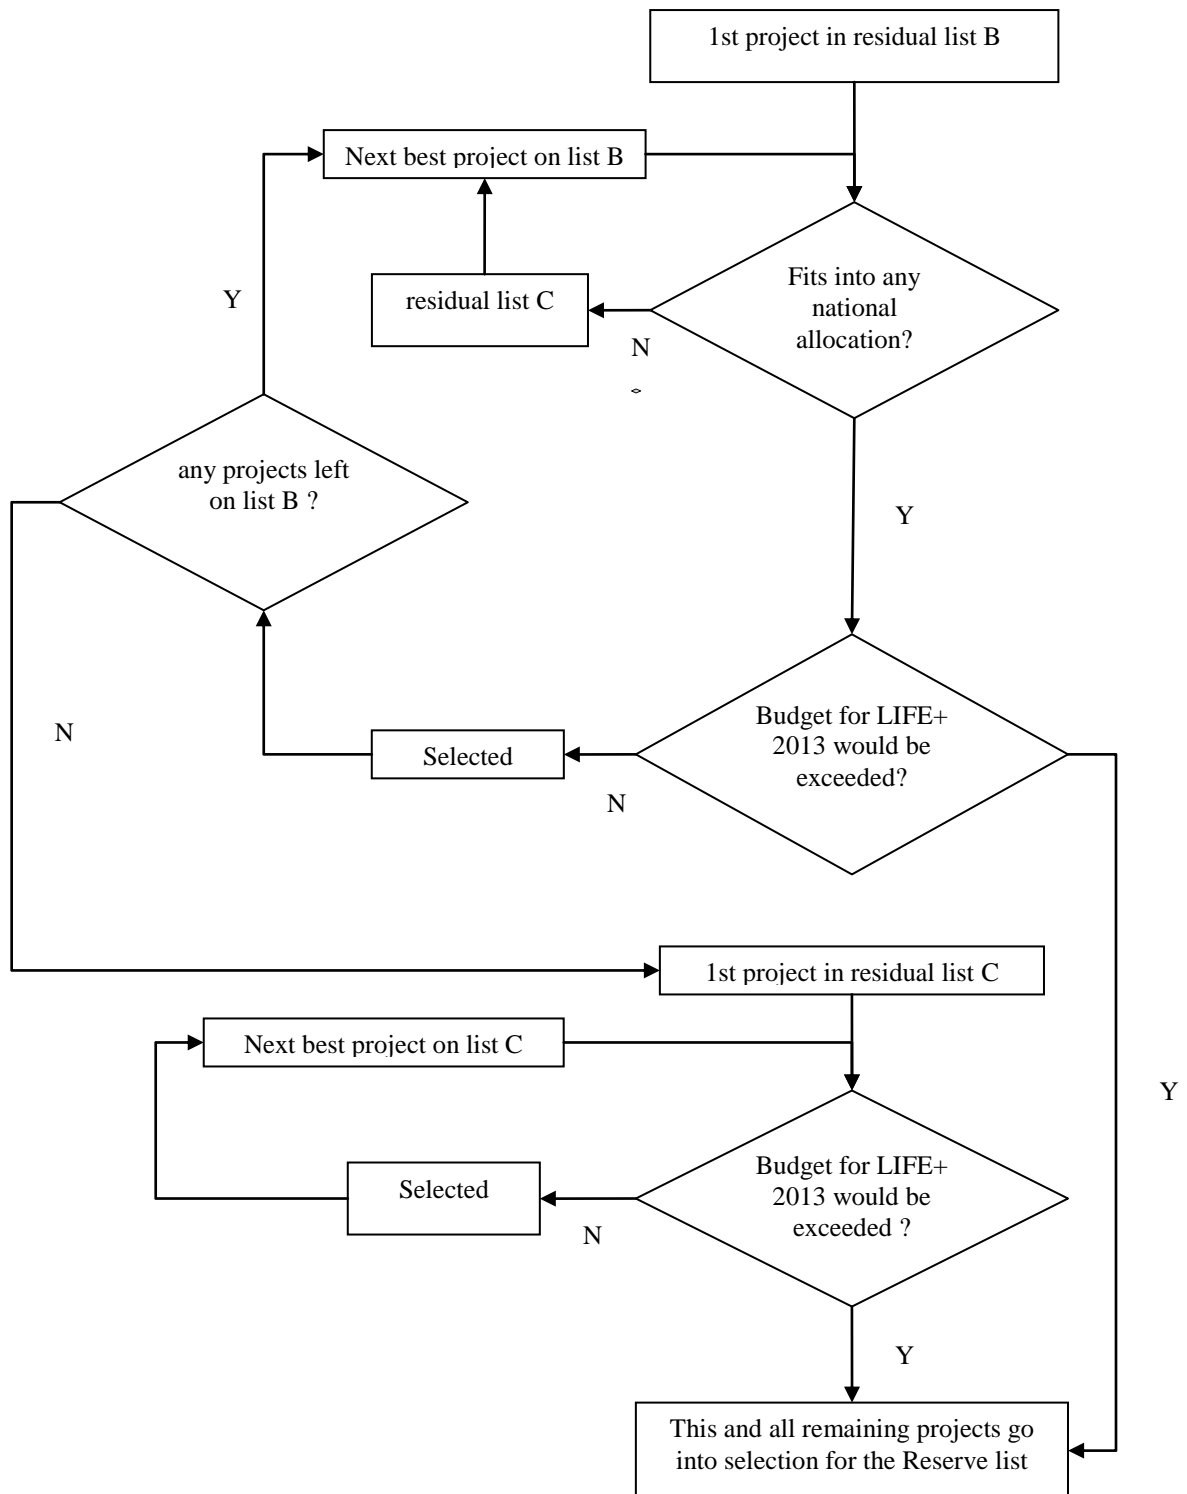 1st project in residual list B
Next best project on list B
Fits into any
national
allocation?
residual list C
Y
N
any projects left
on list B ?
Y
N
Budget for LIFE+
2013 would be
exceeded?
Selected
N
1st project in residual list C
Next best project on list C
Y
Budget for LIFE+
2013 would be
exceeded ?
Selected
N
Y
This and all remaining projects go
into selection for the Reserve list